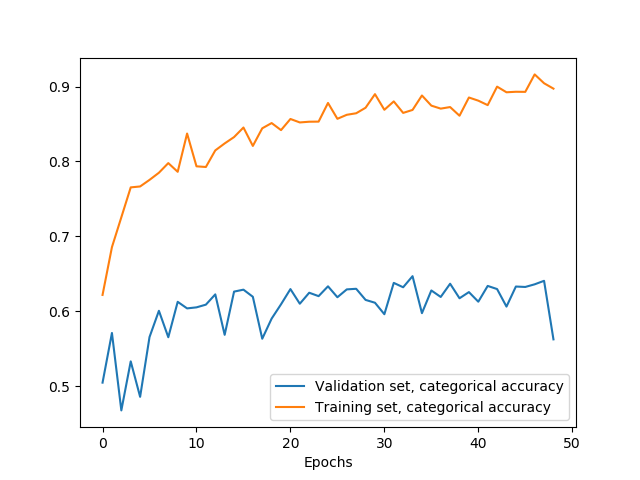 0.9
0.8
0.7
0.6
0.5
Validation set, categorical accuracy
Training set, categorical accuracy
0 10 20 30 40 50
Epochs